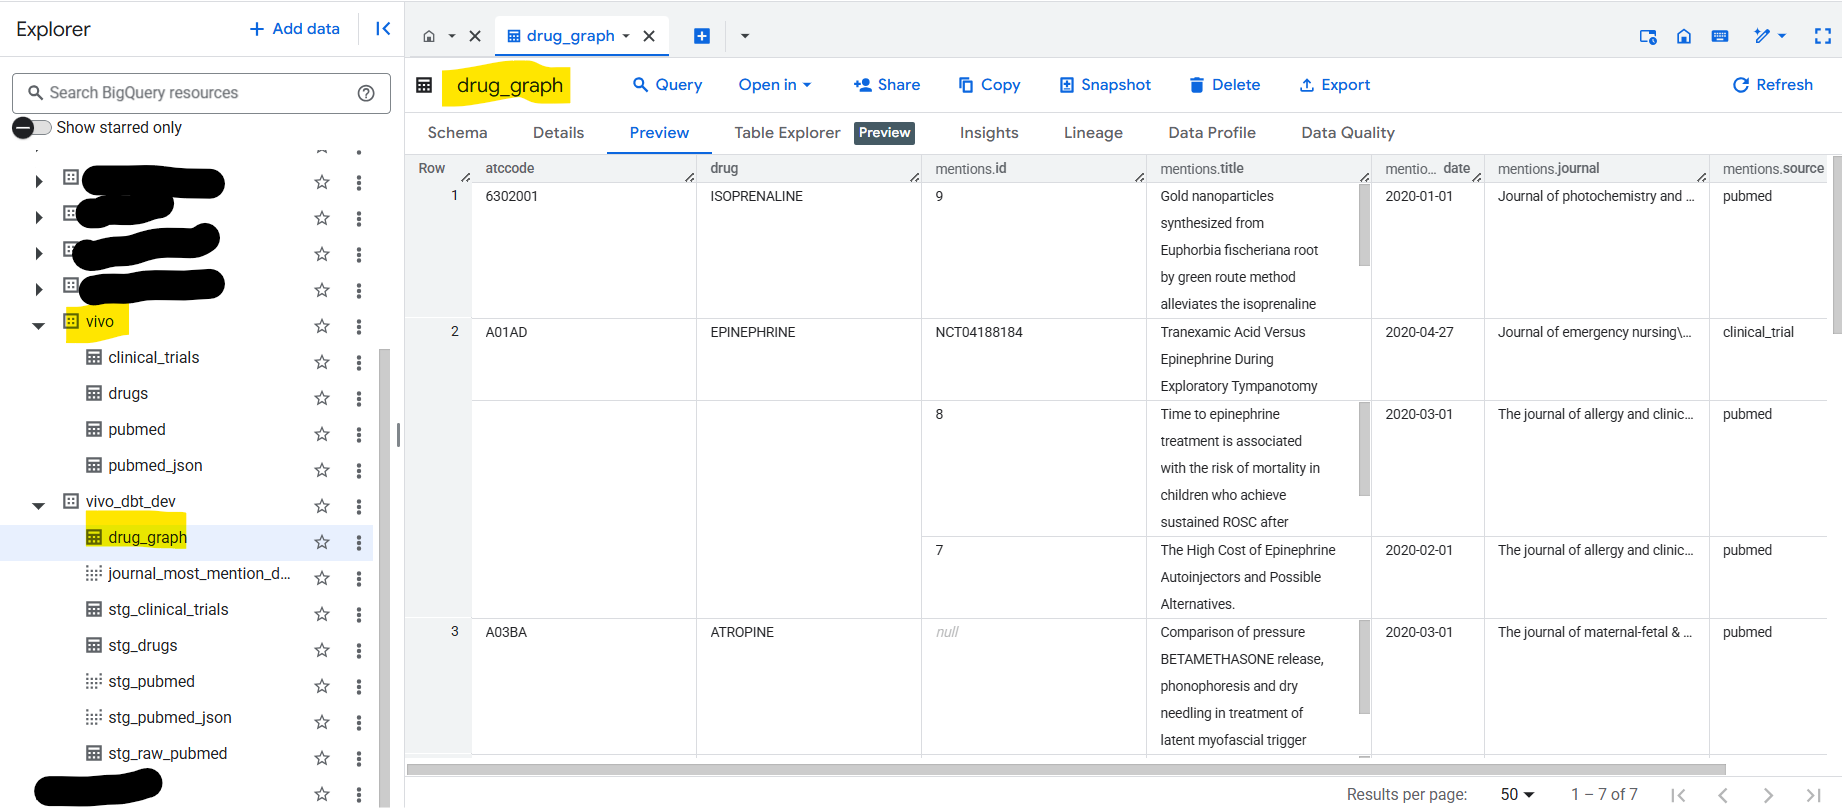 Explorer
+ Add data
Search BigQuery resources
Show starred only
vivo
clinical_trials
drugs
pubmed
pubmed_json
vivo_dbt_dev
drug_graph
journal_most_mention_d...
stg_clinical_trials
stg_drugs
stg_pubmed
stg_pubmed_json
stg_raw_pubmed
drug_graph
drug_graph
Query
Open in
Share
Copy
Snapshot
Delete
Export
Refresh
Schema
Details
Preview
Table Explorer
Preview
Insights
Lineage
Data Profile
Data Quality
Row atccode drug mentions.id mentions.title mentio... date mentions.journal mentions.source
1 6302001 ISOPRENALINE 9 Gold nanoparticles 2020-01-01 Journal of photochemistry and ... pubmed
synthesized from
Euphorbia fischeriana root
by green route method
alleviates the isoprenaline
2 A01AD EPINEPHRINE NCT04188184 Tranexamic Acid Versus 2020-04-27 Journal of emergency nursing\... clinical_trial
Epinephrine During
Exploratory Tympanotomy
8 Time to epinephrine 2020-03-01 The journal of allergy and clinic... pubmed
treatment is associated
with the risk of mortality in
children who achieve
sustained ROSC after
7 The High Cost of Epinephrine 2020-02-01 The journal of allergy and clinic... pubmed
Autoinjectors and Possible
Alternatives.
3 A03BA ATROPINE null Comparison of pressure 2020-03-01 The journal of maternal-fetal & ... pubmed
BETAMETHASONE release,
phonophoresis and dry
needling in treatment of
latent myofascial trigger
Results per page: 50 1 – 7 of 7